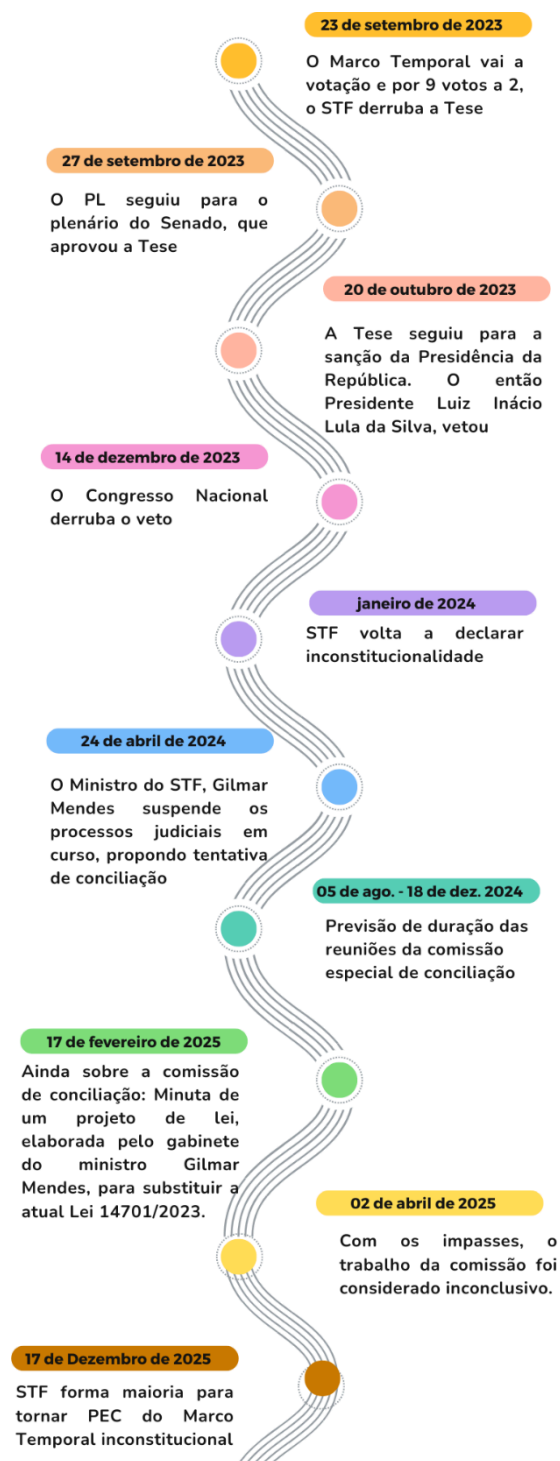 23 de setembro de 2023
O Marco Temporal vai a
votação e por 9 votos a 2,
o STF derruba a Tese
27 de setembro de 2023
O PL seguiu para o
plenário do Senado, que
aprovou a Tese
20 de outubro de 2023
A Tese seguiu para a
sanção da Presidência da
República. O então
Presidente Luiz Inácio
Lula da Silva, vetou
14 de dezembro de 2023
O Congresso Nacional
derruba o veto
janeiro de 2024
STF volta a declarar
inconstitucionalidade
24 de abril de 2024
O Ministro do STF, Gilmar
Mendes suspende os
processos judiciais em
curso, propondo tentativa
de conciliação
05 de ago. - 18 de dez. 2024
Previsão de duração das
reuniões da comissão
especial de conciliação
17 de fevereiro de 2025
Ainda sobre a comissão
de conciliação: Minuta de
um projeto de lei,
elaborada pelo gabinete
do ministro Gilmar
Mendes, para substituir a
atual Lei 14701/2023.
02 de abril de 2025
Com os impasses, o
trabalho da comissão foi
considerado inconclusivo.
17 de Dezembro de 2025
STF forma maioria para
tornar PEC do Marco
Temporal inconstitucional